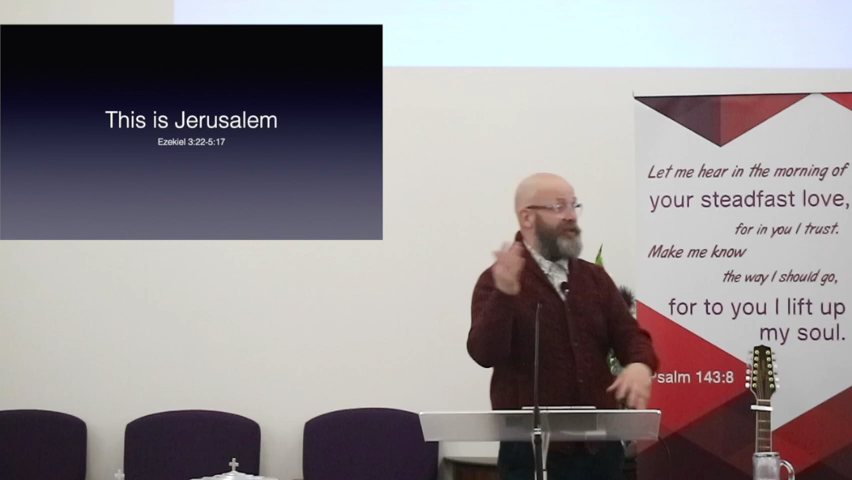 This is Jerusalem
Ezekiel 3:22-5:17
Let me hear in the morning of
your steadfast love,
for in you I trust.
Make me know
the way I should go,
for to you I lift up
my soul.
Psalm 143:8